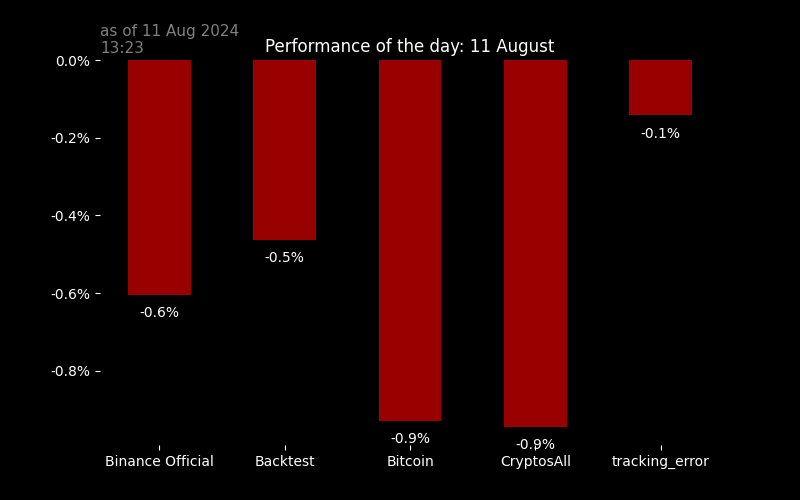 as of 11 Aug 2024
13:23
Performance of the day: 11 August
0.0%
-0.2%
-0.4%
-0.6%
-0.8%
-0.6%
-0.5%
-0.9%
-0.9%
-0.1%
Binance Official
Backtest
Bitcoin
CryptosAll
tracking_error